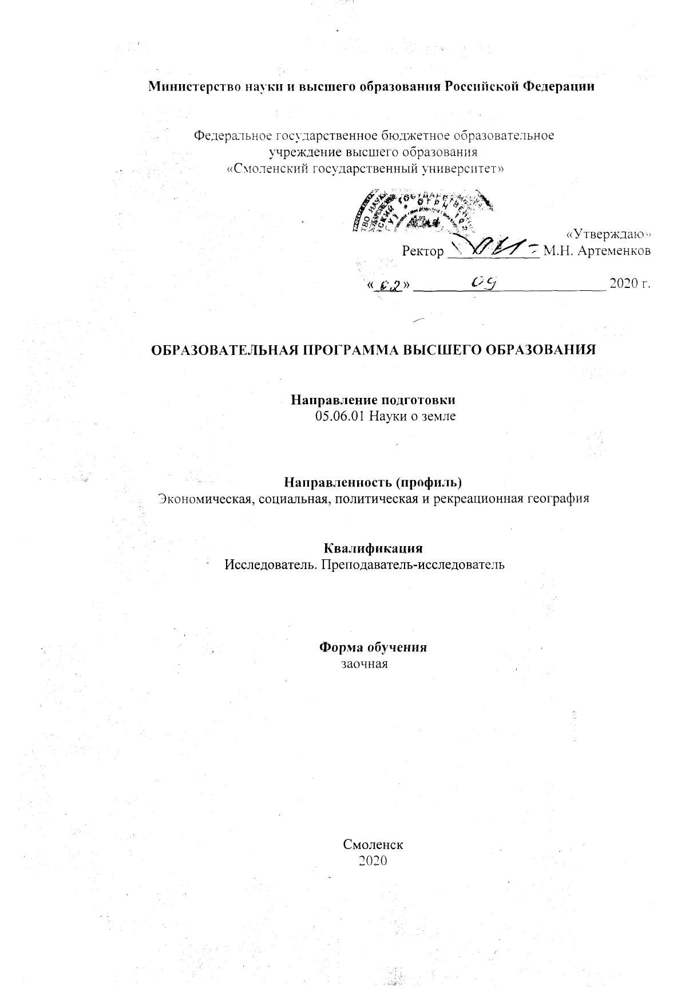 Министерство науки и высшего образования Российской Федерации
Федеральное государственное бюджетное образовательное
учреждение высшего образования
«Смоленский государственный университет»
«Утверждаю»
Ректор М.Н. Артеменков
«02» 09 2020 г.
ОБРАЗОВАТЕЛЬНАЯ ПРОГРАММА ВЫСШЕГО ОБРАЗОВАНИЯ
Направление подготовки
05.06.01 Науки о земле
Направленность (профиль)
Экономическая, социальная, политическая и рекреационная география
Квалификация
Исследователь. Преподаватель-исследователь
Форма обучения
заочная
Смоленск
2020